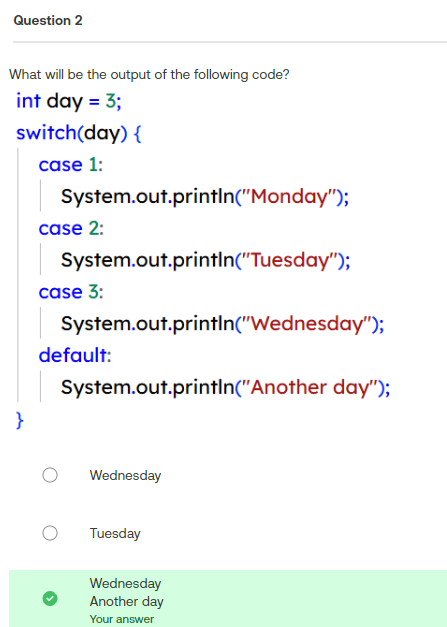 Question 2
What will be the output of the following code?
int day = 3;
switch(day) {
case 1:
System.out.println("Monday");
case 2:
System.out.println("Tuesday");
case 3:
System.out.println("Wednesday");
default:
System.out.println("Another day");
}
Wednesday
Tuesday
Wednesday
Another day
Your answer